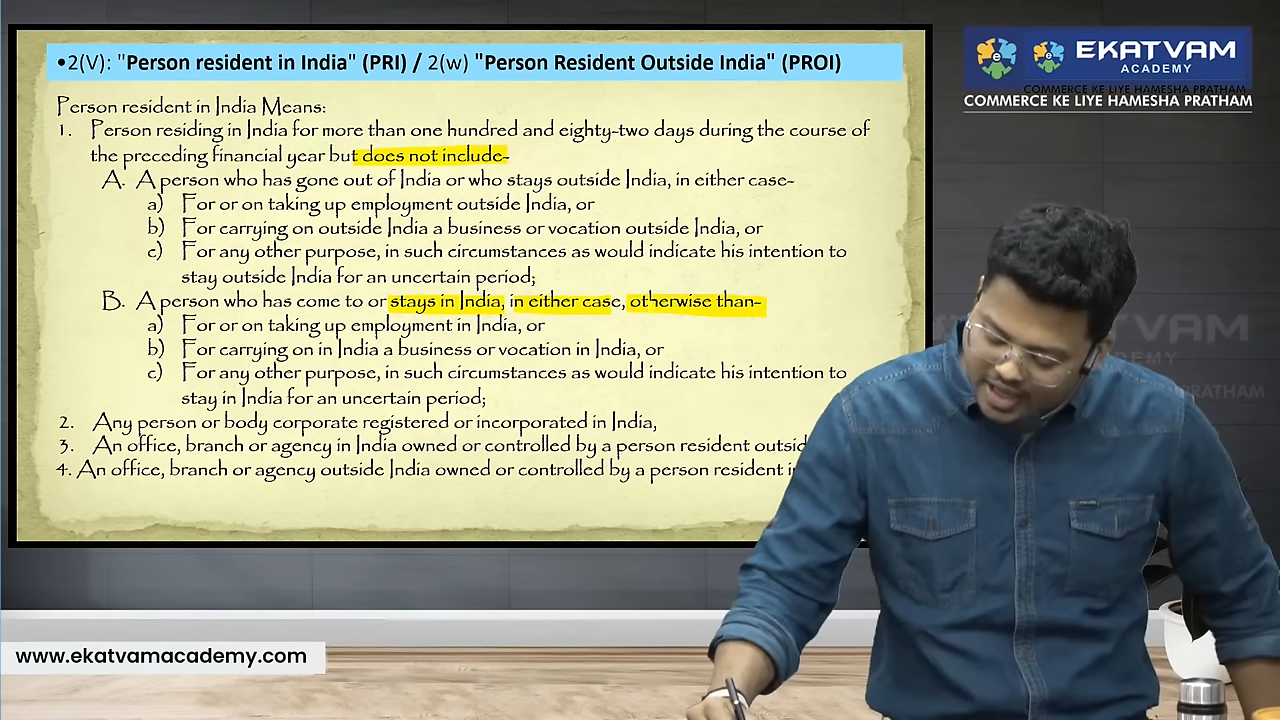 •2(V): "Person resident in India" (PRI) / 2(w) "Person Resident Outside India" (PROI)
Person resident in India Means:
1. Person residing in India for more than one hundred and eighty-two days during the course of
the preceding financial year but does not include-
A. A person who has gone out of India or who stays outside India, in either case-
a) For or on taking up employment outside India, or
b) For carrying on outside India a business or vocation outside India, or
c) For any other purpose, in such circumstances as would indicate his intention to
stay outside India for an uncertain period;
B. A person who has come to or stays in India, in either case, otherwise than-
a) For or on taking up employment in India, or
b) For carrying on in India a business or vocation in India, or
c) For any other purpose, in such circumstances as would indicate his intention to
stay in India for an uncertain period;
2. Any person or body corporate registered or incorporated in India,
3. An office, branch or agency in India owned or controlled by a person resident
4. An office, branch or agency outside India owned or controlled by a person resident
EKATVAM
ACADEMY
COMMERCE KE LIYE HAMESHA PRATHAM
COMMERCE KE LIYE HAMESHA PRATHAM
www.ekatvamacademy.com